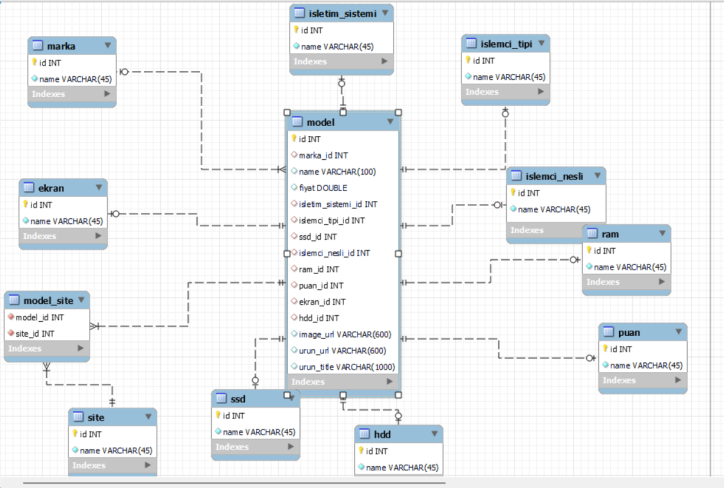 isletim_sistemi
id INT
name VARCHAR(45)
Indexes
marka
id INT
name VARCHAR(45)
Indexes
islemci_tipi
id INT
name VARCHAR(45)
Indexes
model
id INT
marka_id INT
name VARCHAR(100)
fiyat DOUBLE
isletim_sistemi_id INT
islemci_tipi_id INT
ssd_id INT
islemci_nesli_id INT
ram_id INT
puan_id INT
ekran_id INT
hdd_id INT
image_url VARCHAR(600)
urun_url VARCHAR(600)
urun_title VARCHAR(1000)
Indexes
ekran
id INT
name VARCHAR(45)
Indexes
islemci_nesli
id INT
name VARCHAR(45)
Indexes
ram
id INT
name VARCHAR(45)
Indexes
model_site
model_id INT
site_id INT
Indexes
puan
id INT
name VARCHAR(45)
Indexes
ssd
id INT
name VARCHAR(45)
Indexes
site
id INT
name VARCHAR(45)
Indexes
hdd
id INT
name VARCHAR(45)